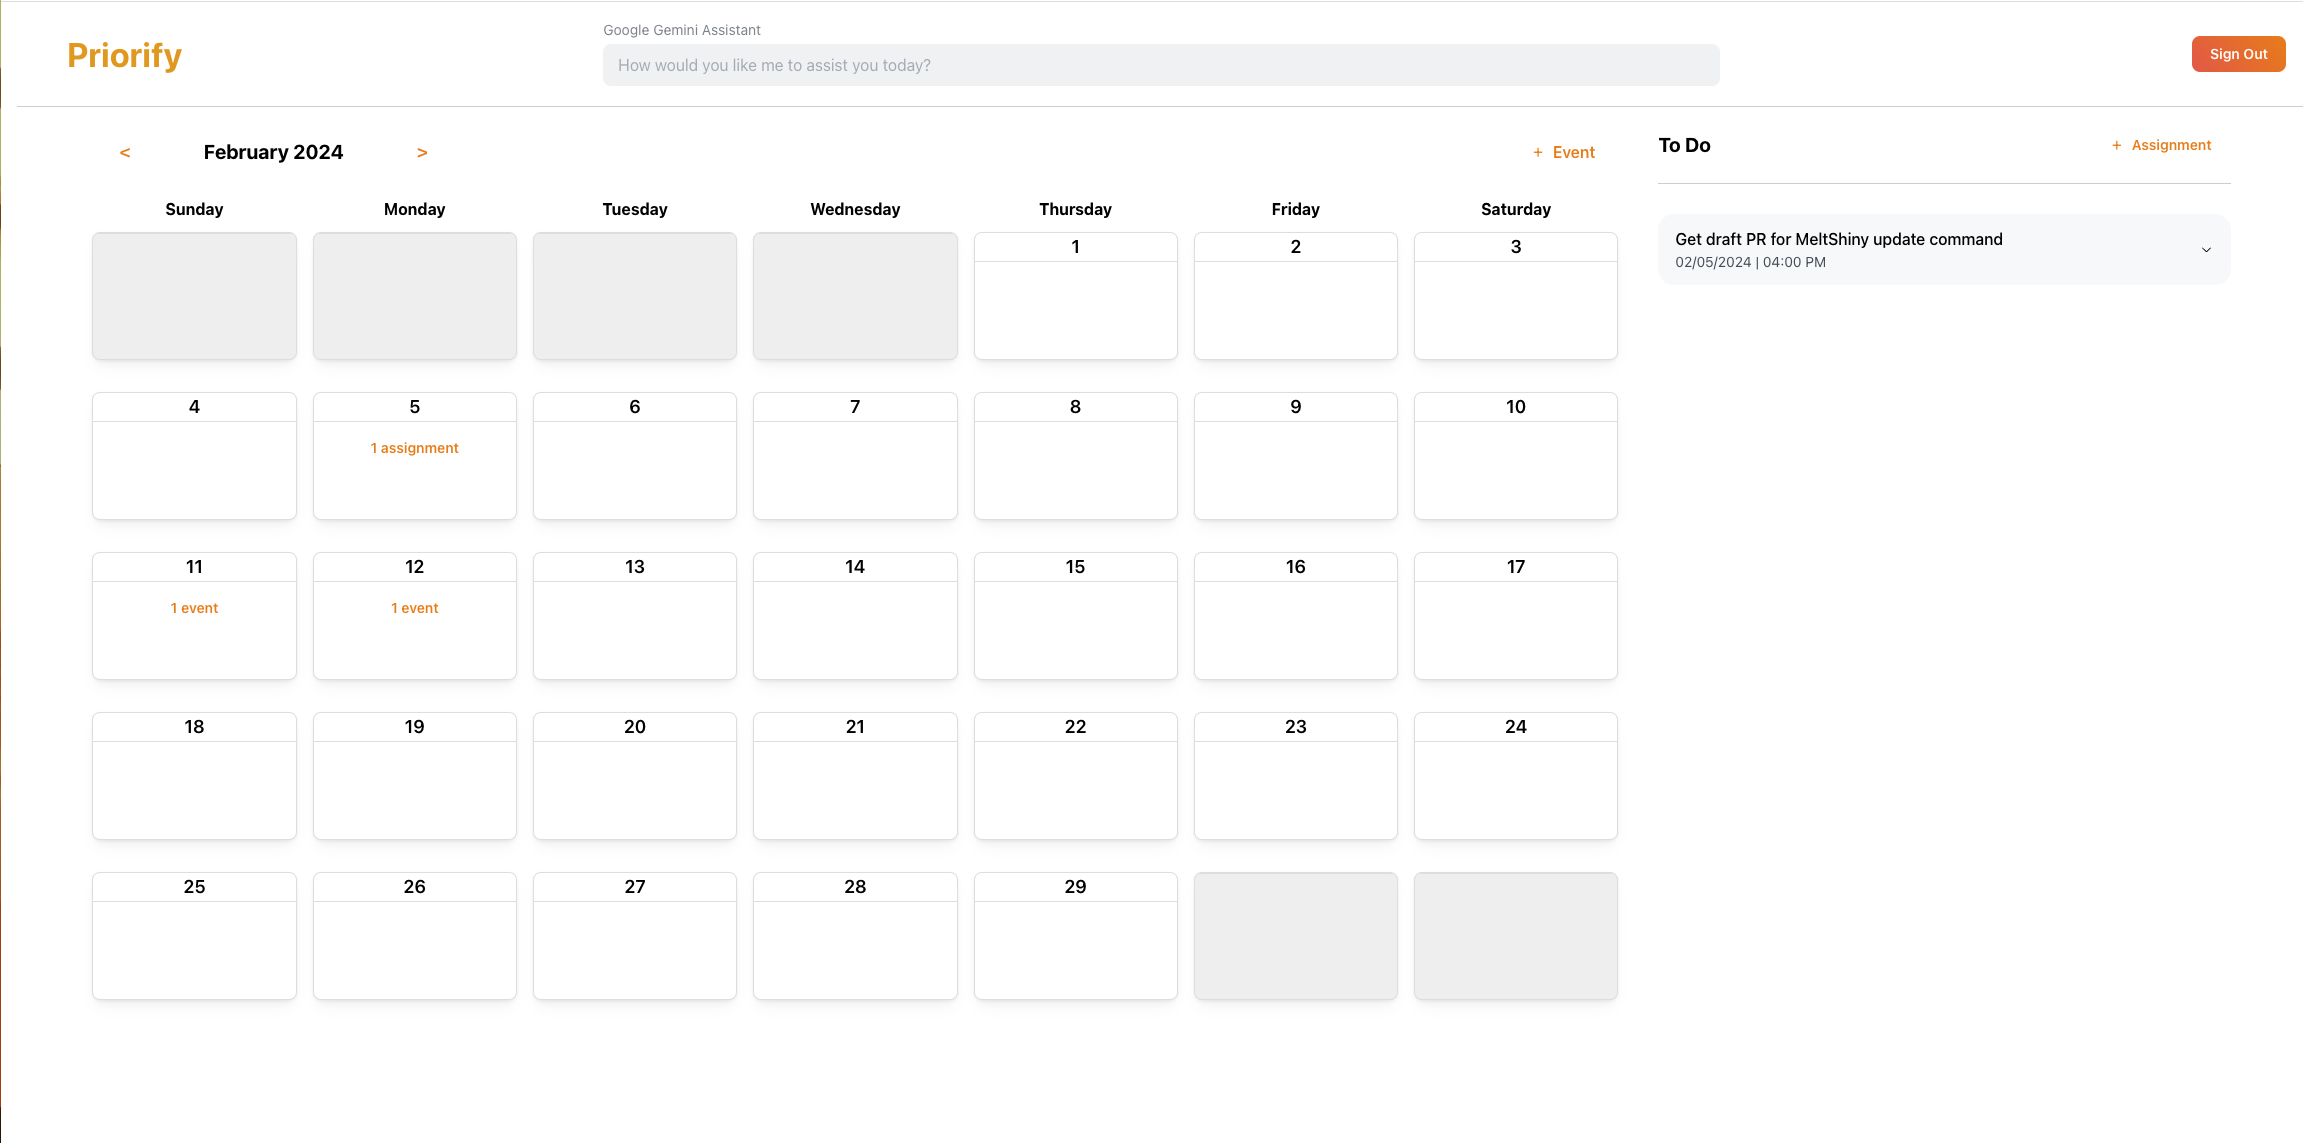 Priorify
Google Gemini Assistant
How would you like me to assist you today?
Sign Out
< February 2024 >
+ Event
Sunday Monday Tuesday Wednesday Thursday Friday Saturday
1 2 3
4 5 6 7 8 9 10
1 assignment
11 12 13 14 15 16 17
1 event 1 event
18 19 20 21 22 23 24
25 26 27 28 29
To Do
+ Assignment
Get draft PR for MeltShiny update command
02/05/2024 | 04:00 PM